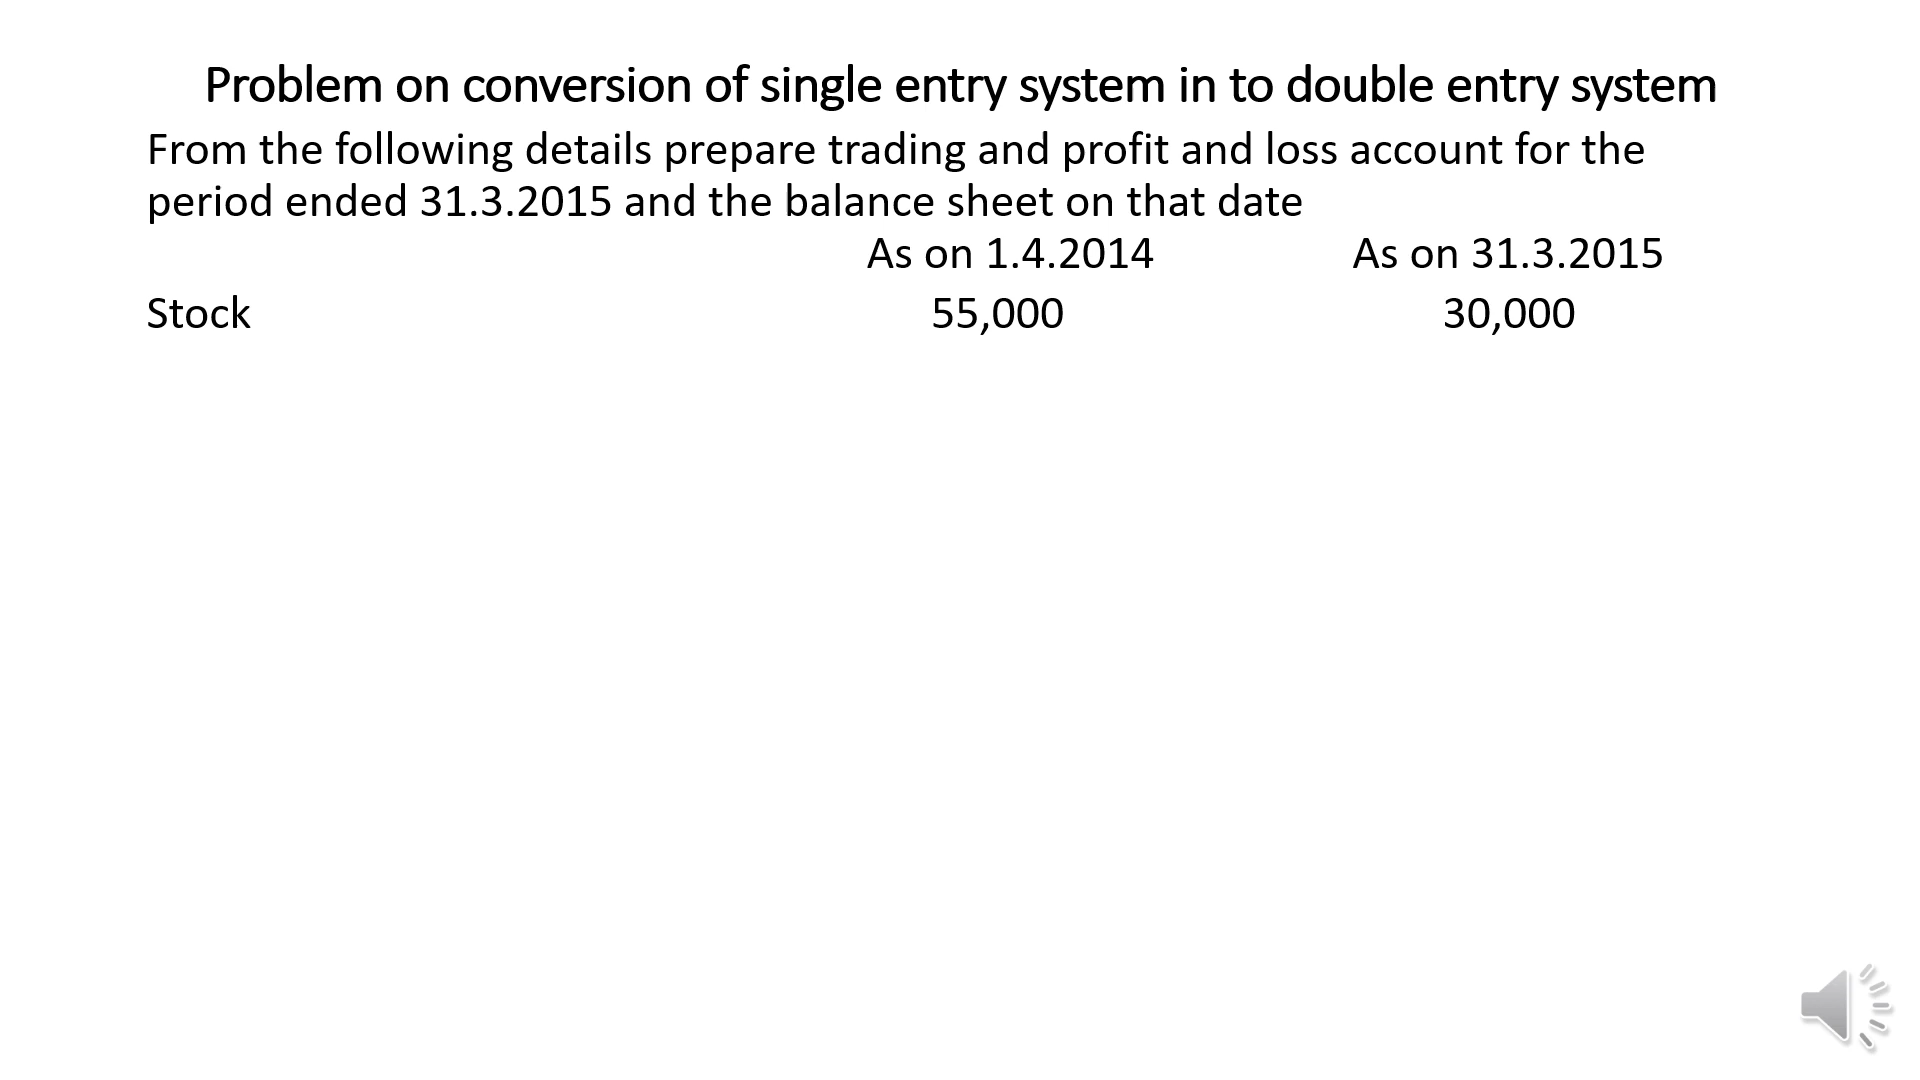 Problem on conversion of single entry system in to double entry system
From the following details prepare trading and profit and loss account for the
period ended 31.3.2015 and the balance sheet on that date
As on 1.4.2014 As on 31.3.2015
Stock 55,000 30,000